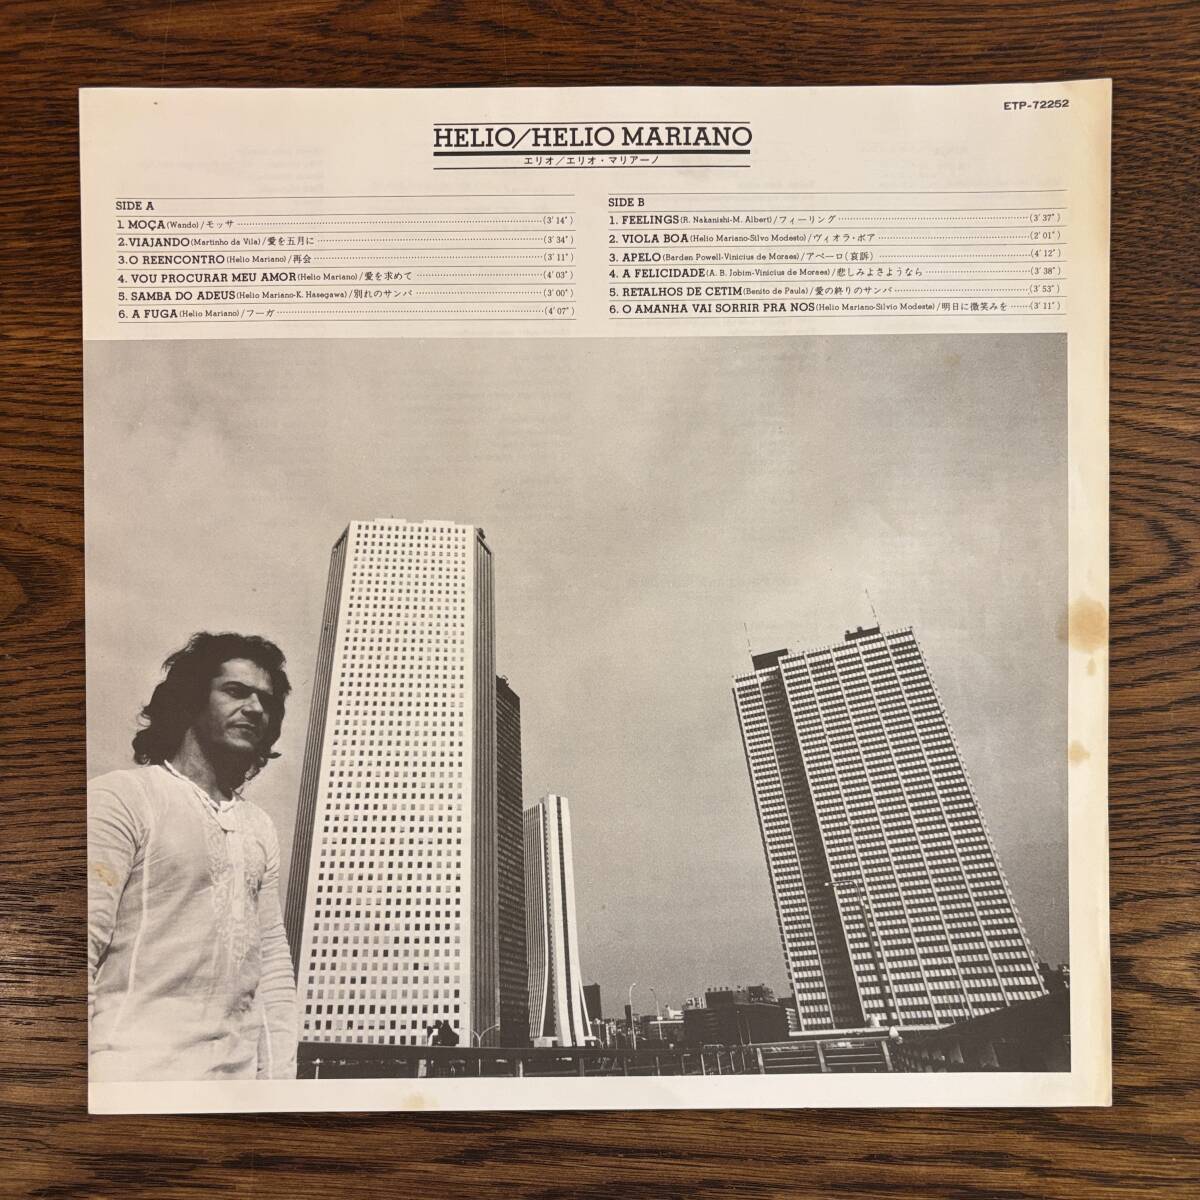 ETP-72252
HELIO/HELIO MARIANO
エリオ/エリオ・マリアーノ
SIDE A
1. MOÇA(Wando)/モッサ (3'14")
2. VIAJANDO(Martinho da Vila)/愛を五月に (3'34")
3. O REENCONTRO(Helio Mariano)/再会 (3'11")
4. VOU PROCURAR MEU AMOR(Helio Mariano)/愛を求めて (4'03")
5. SAMBA DO ADEUS(Helio Mariano-K. Hasegawa)/別れのサンバ (3'00")
6. A FUGA(Helio Mariano)/フーガ (4'07")
SIDE B
1. FEELINGS(R. Nakanishi-M. Albert)/フィーリング (3'37")
2. VIOLA BOA(Helio Mariano-Silvo Modesto)/ヴィオラ・ボア (2'01")
3. APELO(Barden Powell-Vinicius de Moraes)/アペーロ(哀訴) (4'12")
4. A FELICIDADE(A. B. Jobim-Vinicius de Moraes)/悲しみよさようなら (3'38")
5. RETALHOS DE CETIM(Benito de Paula)/愛の終りのサンバ (3'53")
6. O AMANHA VAI SORRIR PRA NOS(Helio Mariano-Silvio Modeste)/明日に微笑みを (3'11")